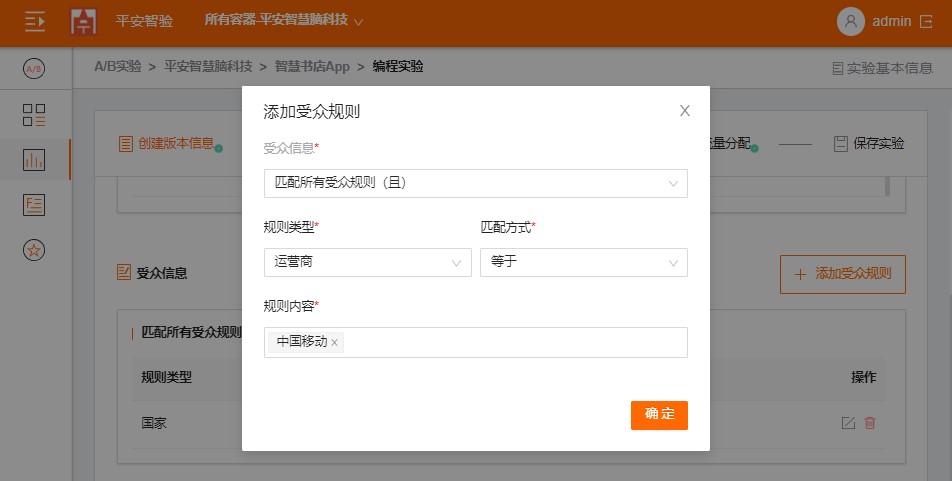 平安智验
所有容器-平安智慧脑科技
admin
A/B
A/B实验 > 平安智慧脑科技 > 智慧书店App > 编程实验
实验基本信息
添加受众规则
创建版本信息
流量分配
保存实验
受众信息*
匹配所有受众规则（且）
规则类型*
匹配方式*
运营商
等于
受众信息
添加受众规则
规则内容*
中国移动 x
匹配所有受众规则
规则类型
操作
确定
国家